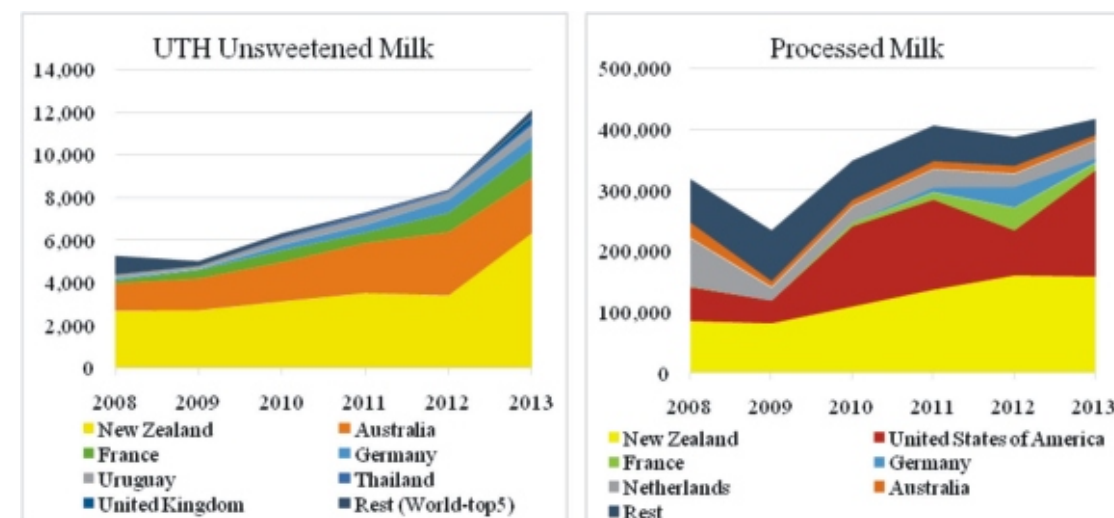 UTH Unsweetened Milk
14,000
12,000
10,000
8,000
6,000
4,000
2,000
0
2008 2009 2010 2011 2012 2013
New Zealand Australia
France Germany
Uruguay Thailand
United Kingdom Rest (World-top5)
Processed Milk
500,000
400,000
300,000
200,000
100,000
0
2008 2009 2010 2011 2012 2013
New Zealand United States of America
France Germany
Netherlands Australia
Rest